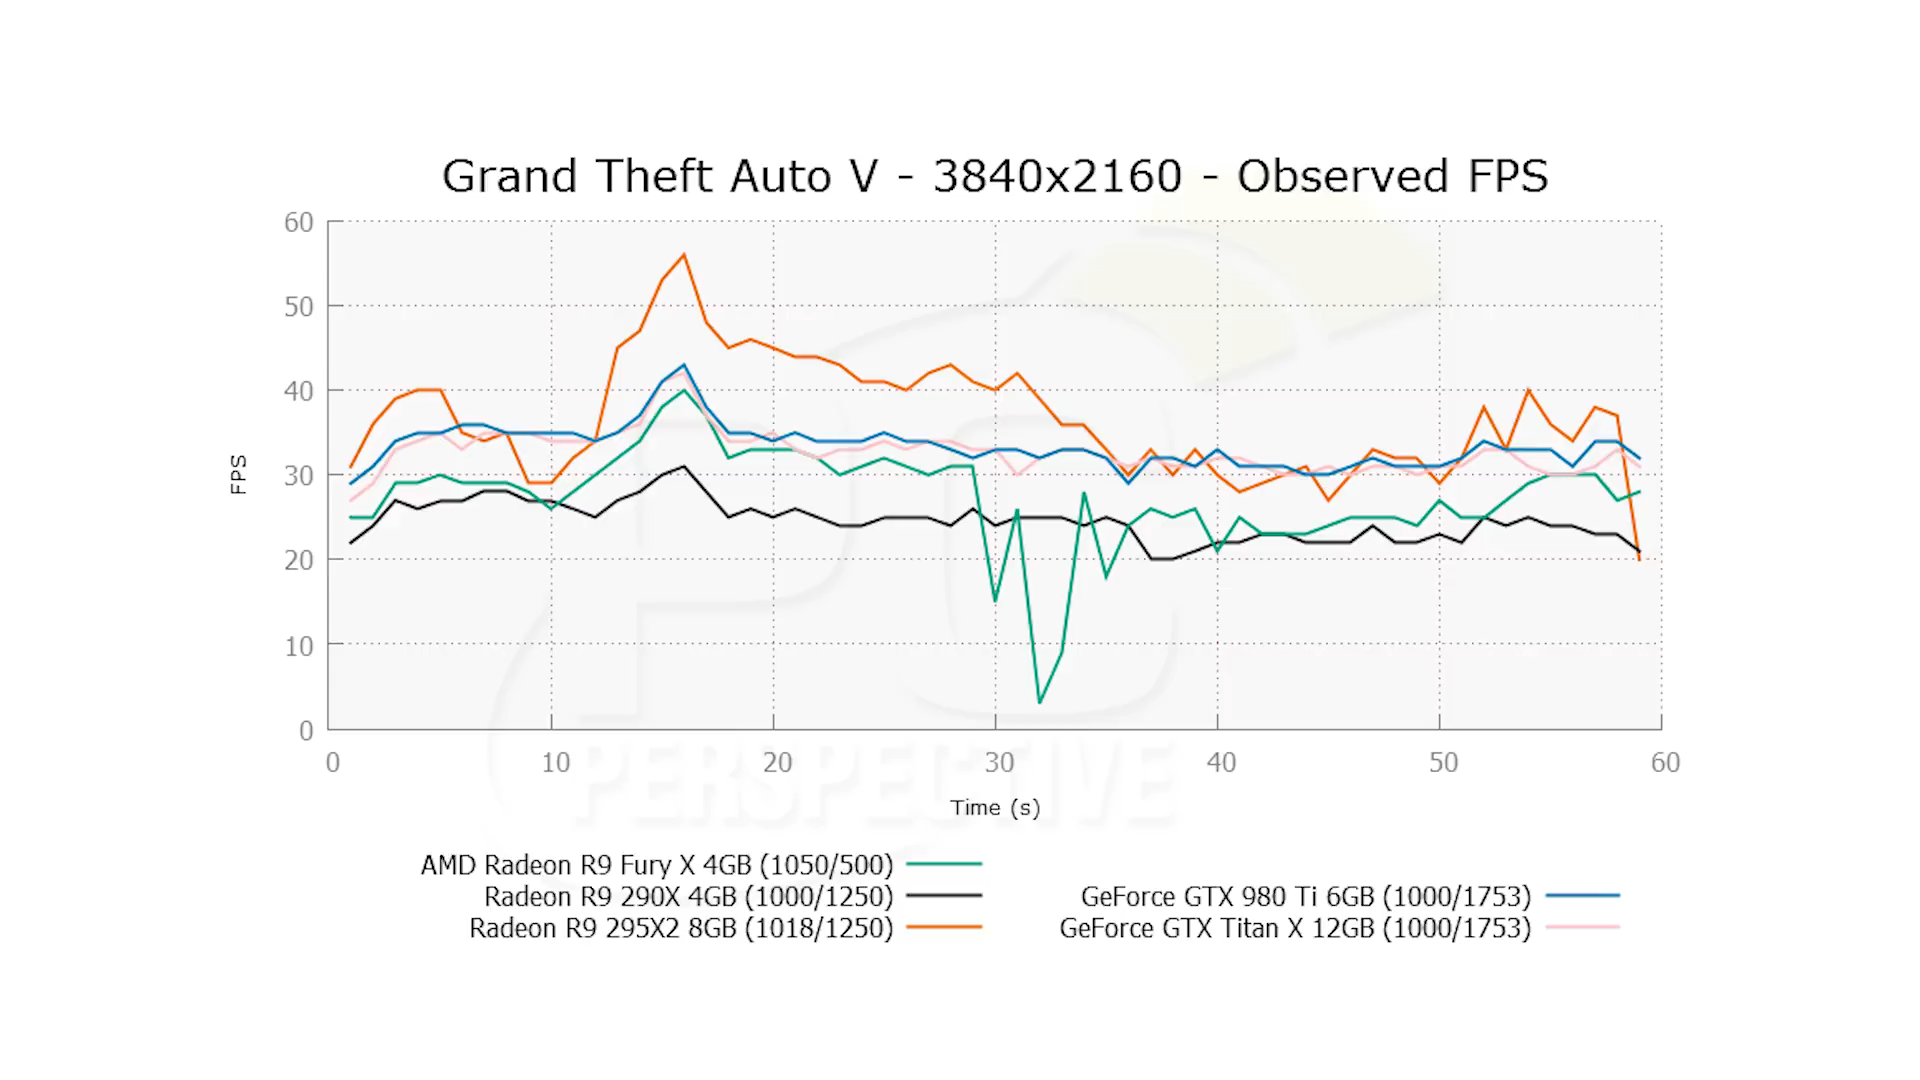 Grand Theft Auto V - 3840x2160 - Observed FPS
60
50
40
30
20
10
0
FPS
0 10 20 30 40 50 60
Time (s)
PC
PERSPECTIVE
AMD Radeon R9 Fury X 4GB (1050/500)
Radeon R9 290X 4GB (1000/1250)
Radeon R9 295X2 8GB (1018/1250)
GeForce GTX 980 Ti 6GB (1000/1753)
GeForce GTX Titan X 12GB (1000/1753)